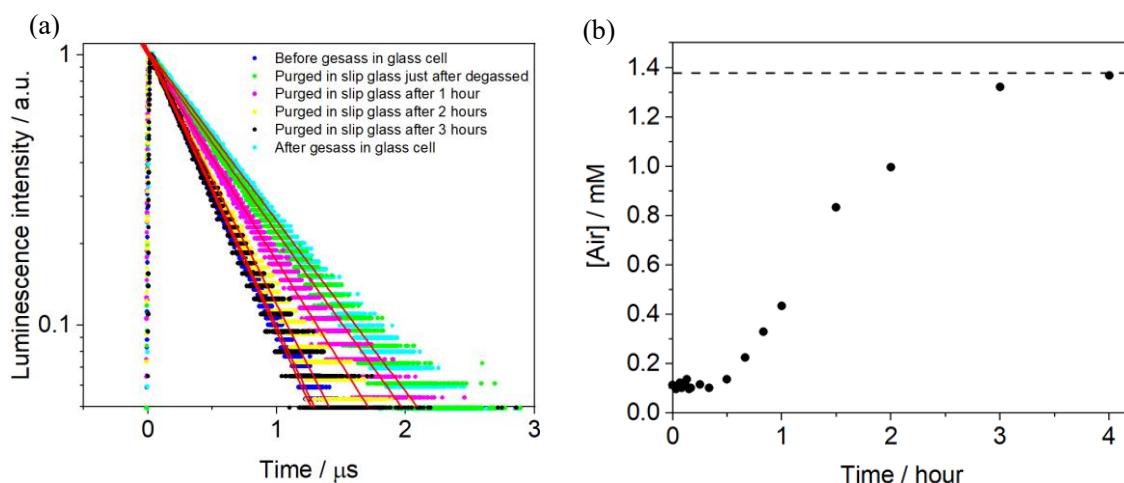 (a)
Luminescence intensity / a.u.
1
0.1
Before gesass in glass cell
Purged in slip glass just after degassed
Purged in slip glass after 1 hour
Purged in slip glass after 2 hours
Purged in slip glass after 3 hours
After gesass in glass cell
0 1 2 3
Time / μs
(b)
[Air] / mM
1.4
1.2
1.0
0.8
0.6
0.4
0.2
0.0
0 1 2 3 4
Time / hour